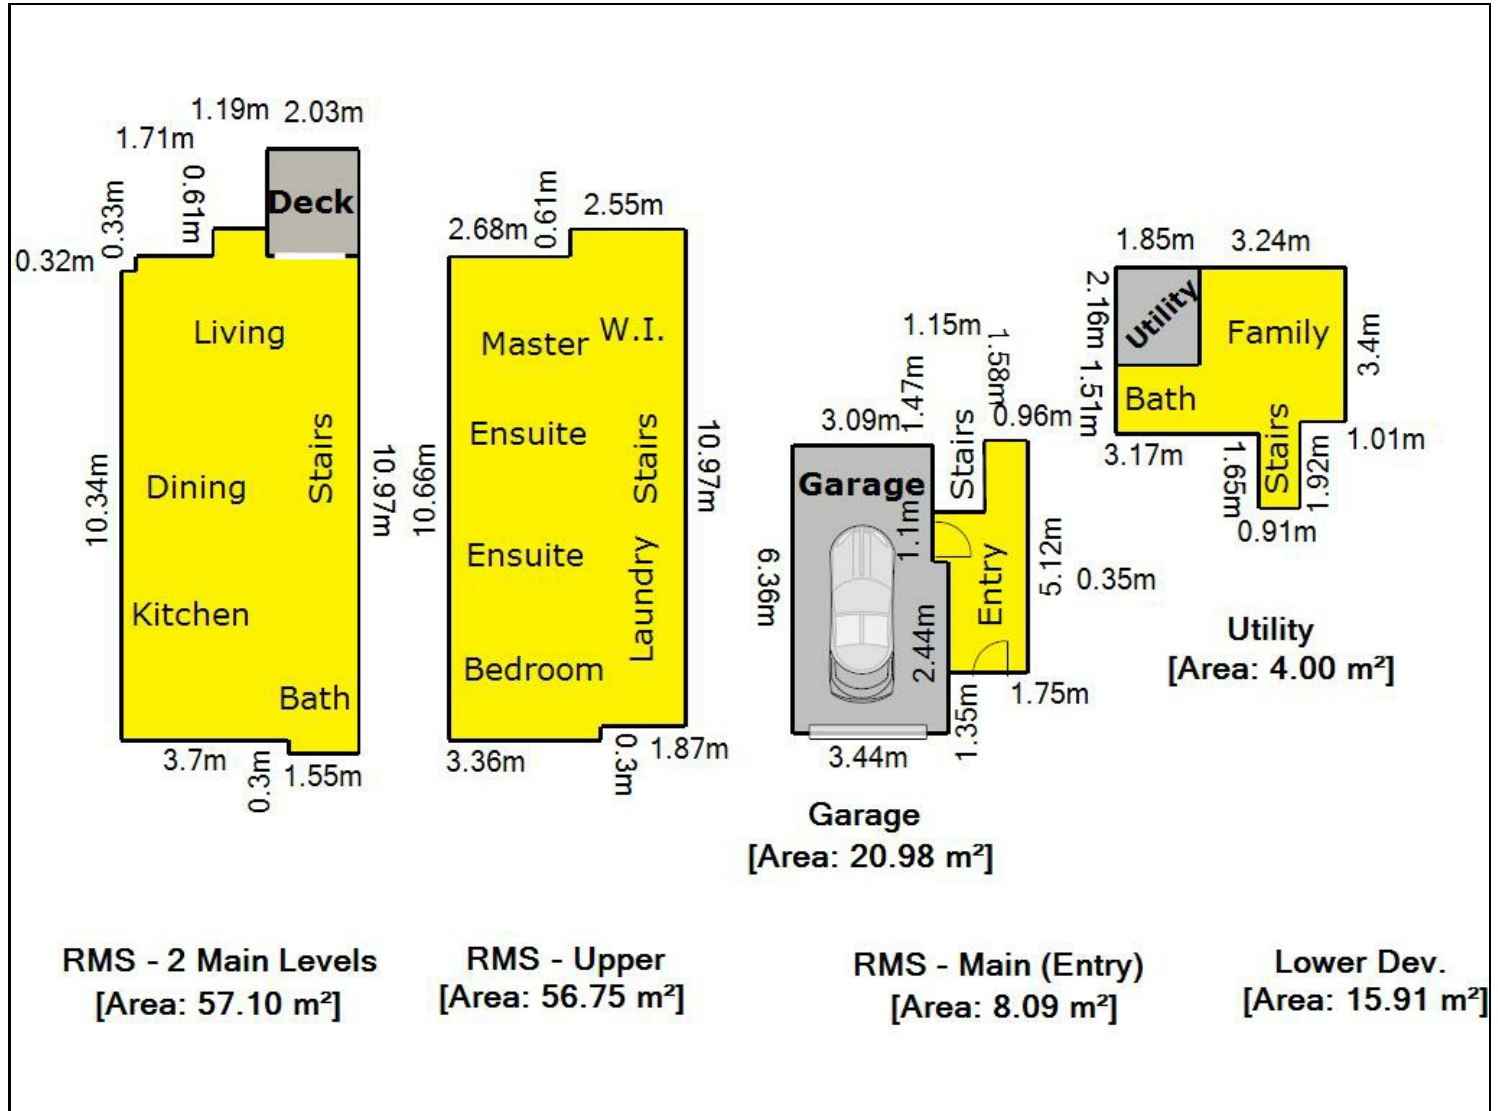 1.19m 2.03m
1.71m
0.33m
0.61m
Deck
0.32m
Living
Stairs
Dining
10.34m
10.97m
Kitchen
Bath
3.7m
0.3m
1.55m
0.61m
2.55m
2.68m
Master
W.I.
Ensuite
Stairs
10.66m
10.97m
Ensuite
Laundry
Bedroom
3.36m
0.3m
1.87m
1.15m
1.58m
1.47m
3.09m
0.96m
Stairs
Garage
1.1m
6.36m
Entry
5.12m
0.35m
2.44m
1.35m
1.75m
3.44m
Garage
[Area: 20.98 m²]
1.85m
3.24m
2.16m
Utility
Family
3.4m
1.51m
Bath
Stairs
1.01m
3.17m
1.65m
1.92m
0.91m
Utility
[Area: 4.00 m²]
RMS - 2 Main Levels
[Area: 57.10 m²]
RMS - Upper
[Area: 56.75 m²]
RMS - Main (Entry)
[Area: 8.09 m²]
Lower Dev.
[Area: 15.91 m²]